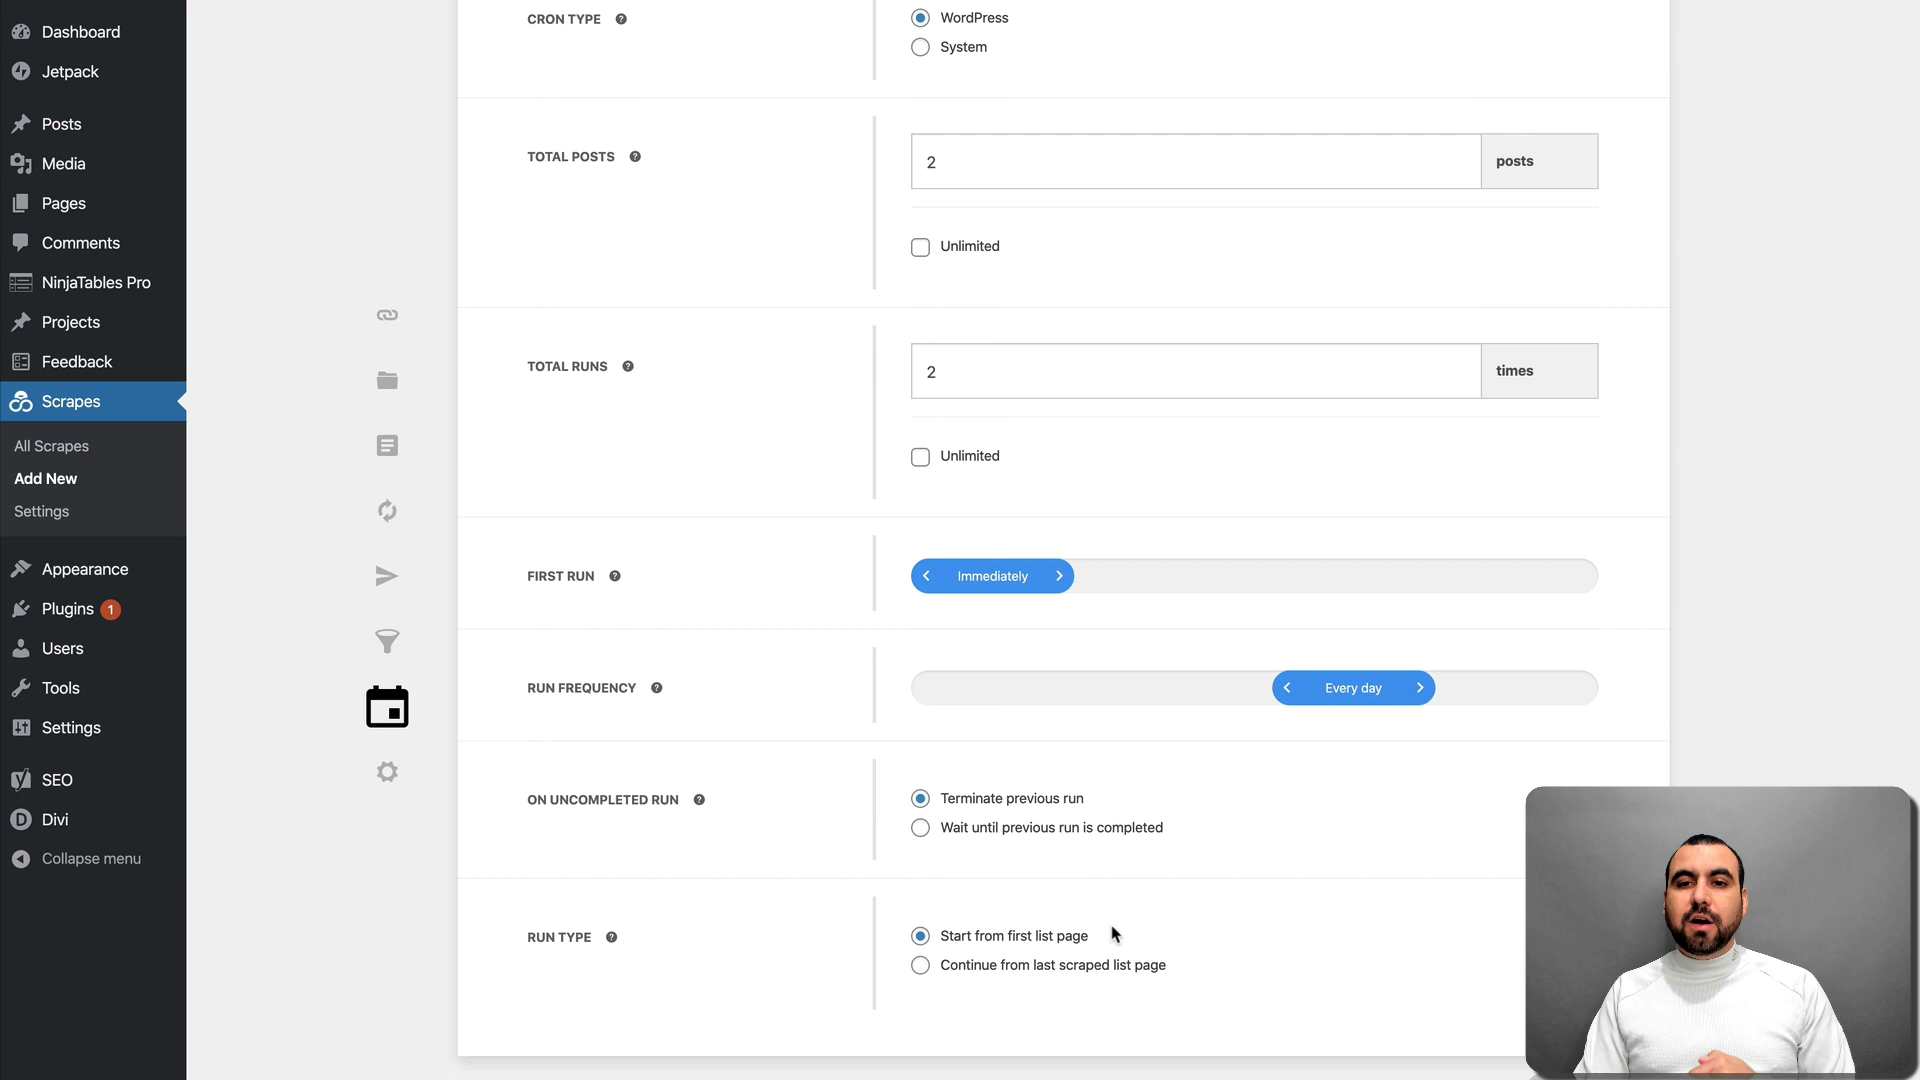 Dashboard
Jetpack
Posts
Media
Pages
Comments
NinjaTables Pro
Projects
Feedback
Scrapes
All Scrapes
Add New
Settings
Appearance
Plugins 1
Users
Tools
Settings
SEO
Divi
Collapse menu
CRON TYPE
WordPress
System
TOTAL POSTS
2 posts
Unlimited
TOTAL RUNS
2 times
Unlimited
FIRST RUN
Immediately
RUN FREQUENCY
Every day
ON UNCOMPLETED RUN
Terminate previous run
Wait until previous run is completed
RUN TYPE
Start from first list page
Continue from last scraped list page